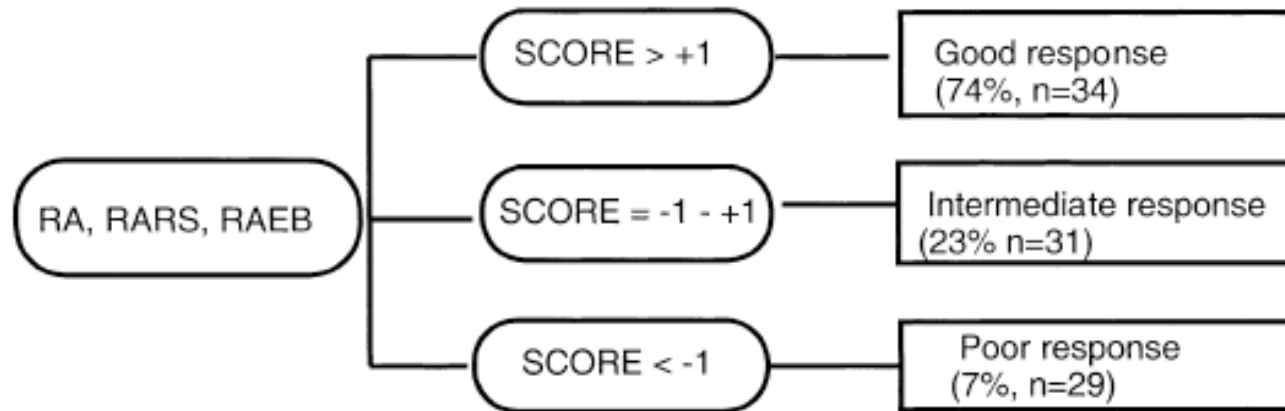 SCORE > +1
Good response
(74%, n=34)
RA, RARS, RAEB
SCORE = -1 - +1
Intermediate response
(23% n=31)
SCORE < -1
Poor response
(7%, n=29)